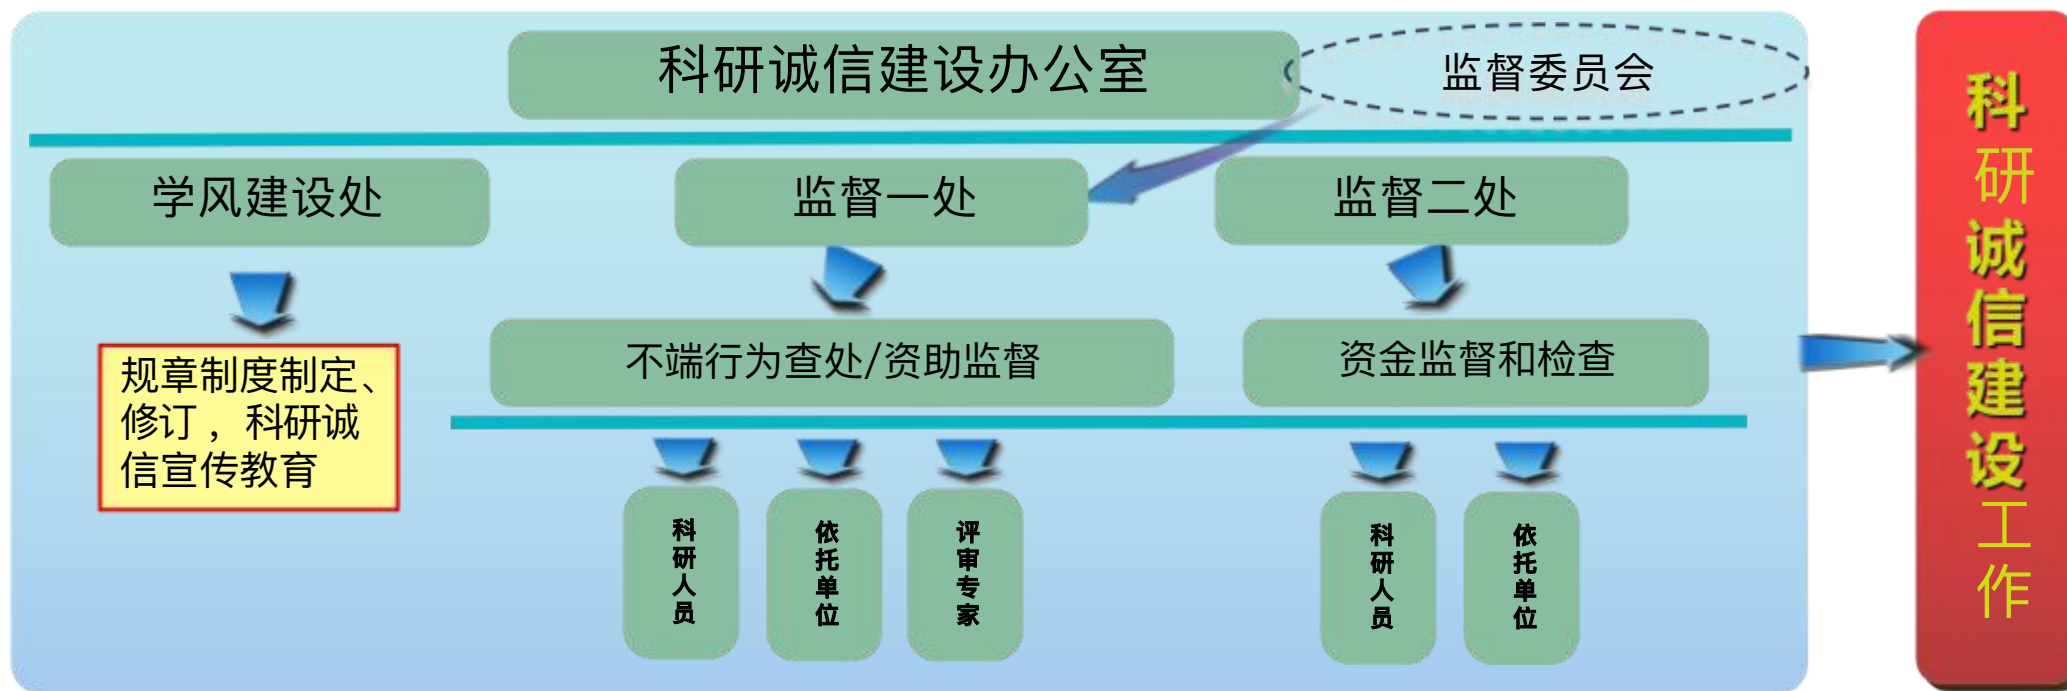 科研诚信建设办公室
监督委员会
学风建设处
监督一处
监督二处
不端行为查处/资助监督
资金监督和检查
规章制度制定、
修订，科研诚
信宣传教育
科研人员
依托单位
评审专家
科研人员
依托单位
科研诚信建设工作